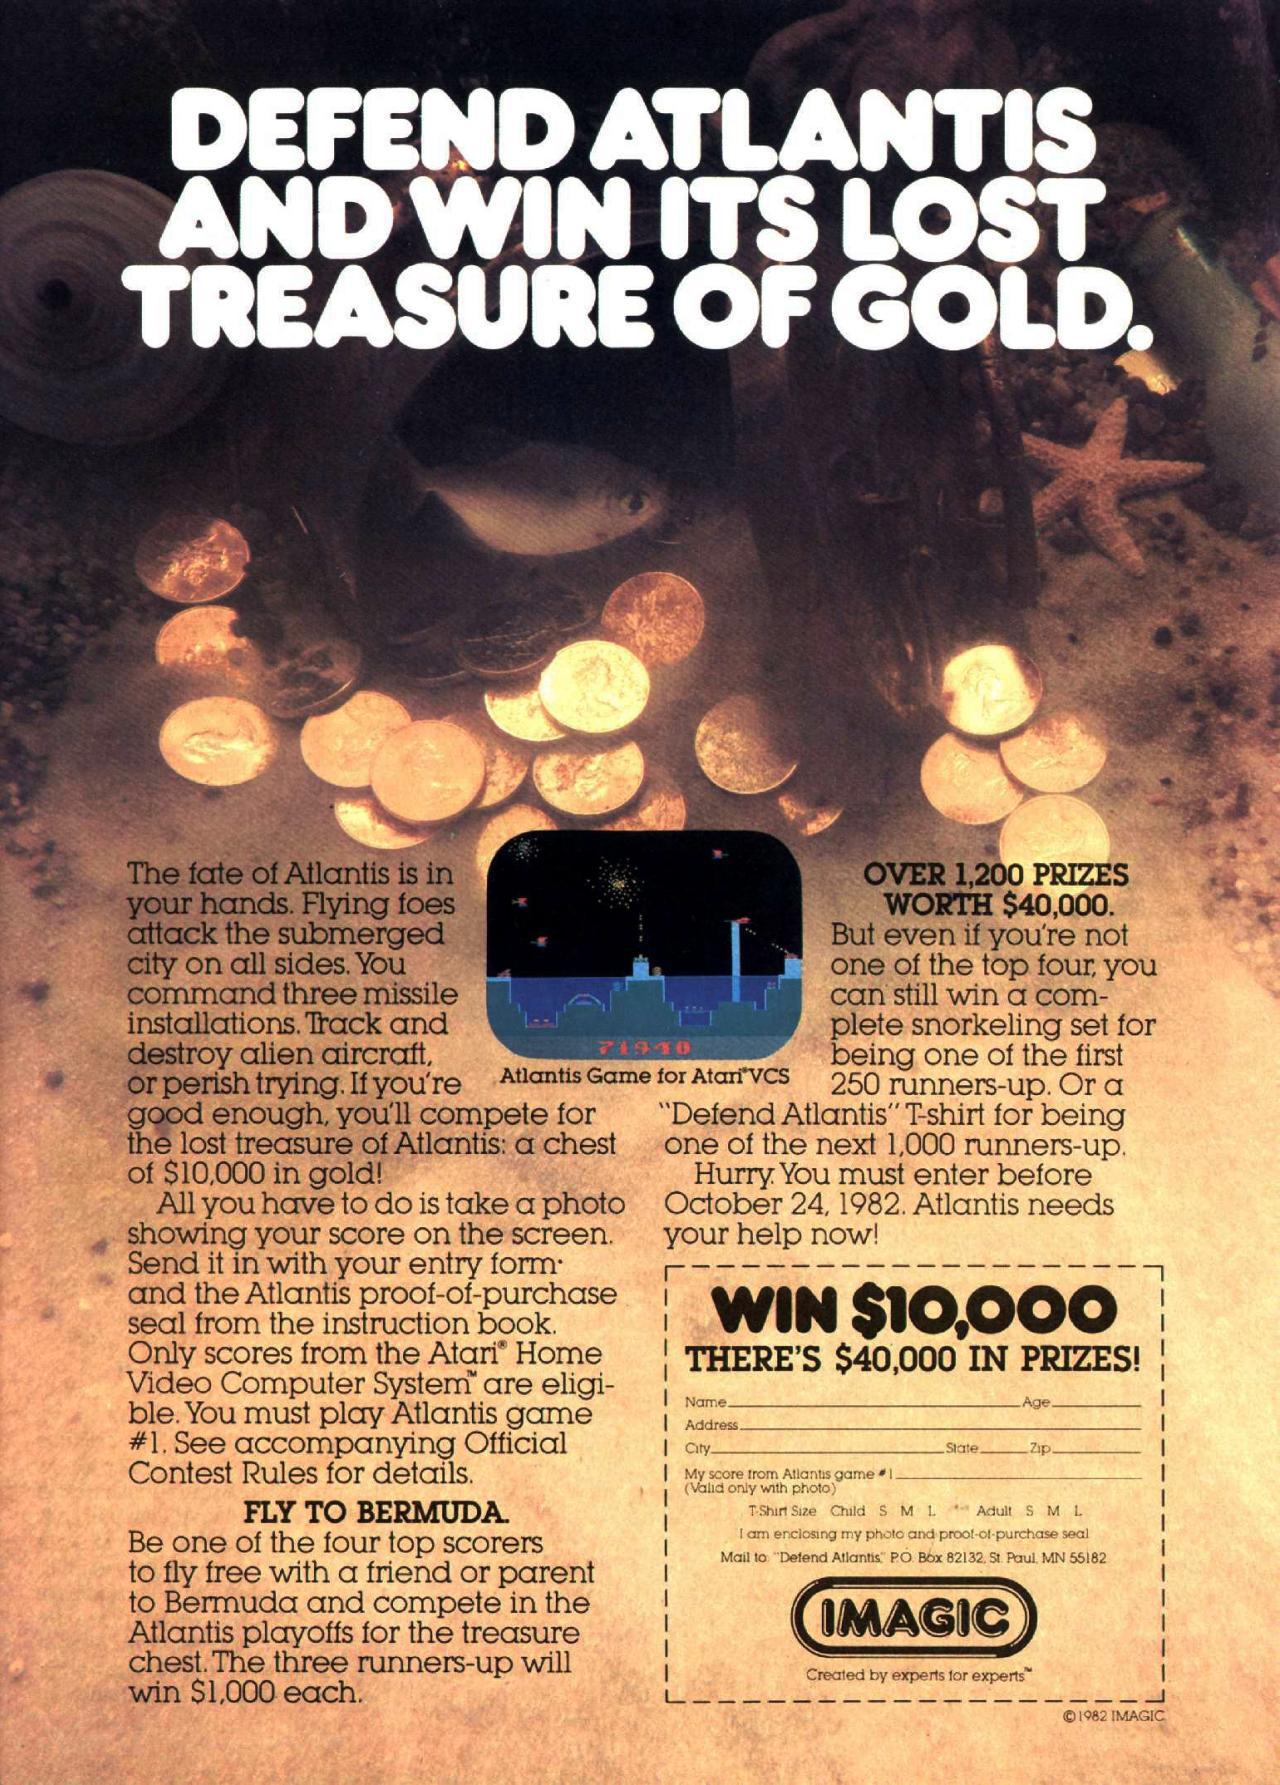 DEFEND ATLANTIS
AND WIN ITS LOST
TREASURE OF GOLD.
The fate of Atlantis is in
your hands. Flying foes
attack the submerged
city on all sides. You
command three missile
installations. Track and
destroy alien aircraft,
or perish trying. If you're
good enough, you'll compete for
the lost treasure of Atlantis: a chest
of $10,000 in gold!
All you have to do is take a photo
showing your score on the screen.
Send it in with your entry form
and the Atlantis proof-of-purchase
seal from the instruction book.
Only scores from the Atari® Home
Video Computer System™ are eligi-
ble. You must play Atlantis game
#1. See accompanying Official
Contest Rules for details.
FLY TO BERMUDA.
Be one of the four top scorers
to fly free with a friend or parent
to Bermuda and compete in the
Atlantis playoffs for the treasure
chest. The three runners-up will
win $1,000 each.
71940
Atlantis Game for Atari® VCS
OVER 1,200 PRIZES
WORTH $40,000.
But even if you're not
one of the top four, you
can still win a com-
plete snorkeling set for
being one of the first
250 runners-up. Or a
"Defend Atlantis" T-shirt for being
one of the next 1,000 runners-up.
Hurry. You must enter before
October 24, 1982. Atlantis needs
your help now!
WIN $10,000
THERE'S $40,000 IN PRIZES!
Name Age
Address
City State Zip
My score from Atlantis game #1
(Valid only with photo)
T-Shirt Size Child S M L Adult S M L
I am enclosing my photo and proof-of-purchase seal
Mail to: "Defend Atlantis," P.O. Box 82132, St. Paul, MN 55182
IMAGIC
Created by experts for experts™
©1982 IMAGIC